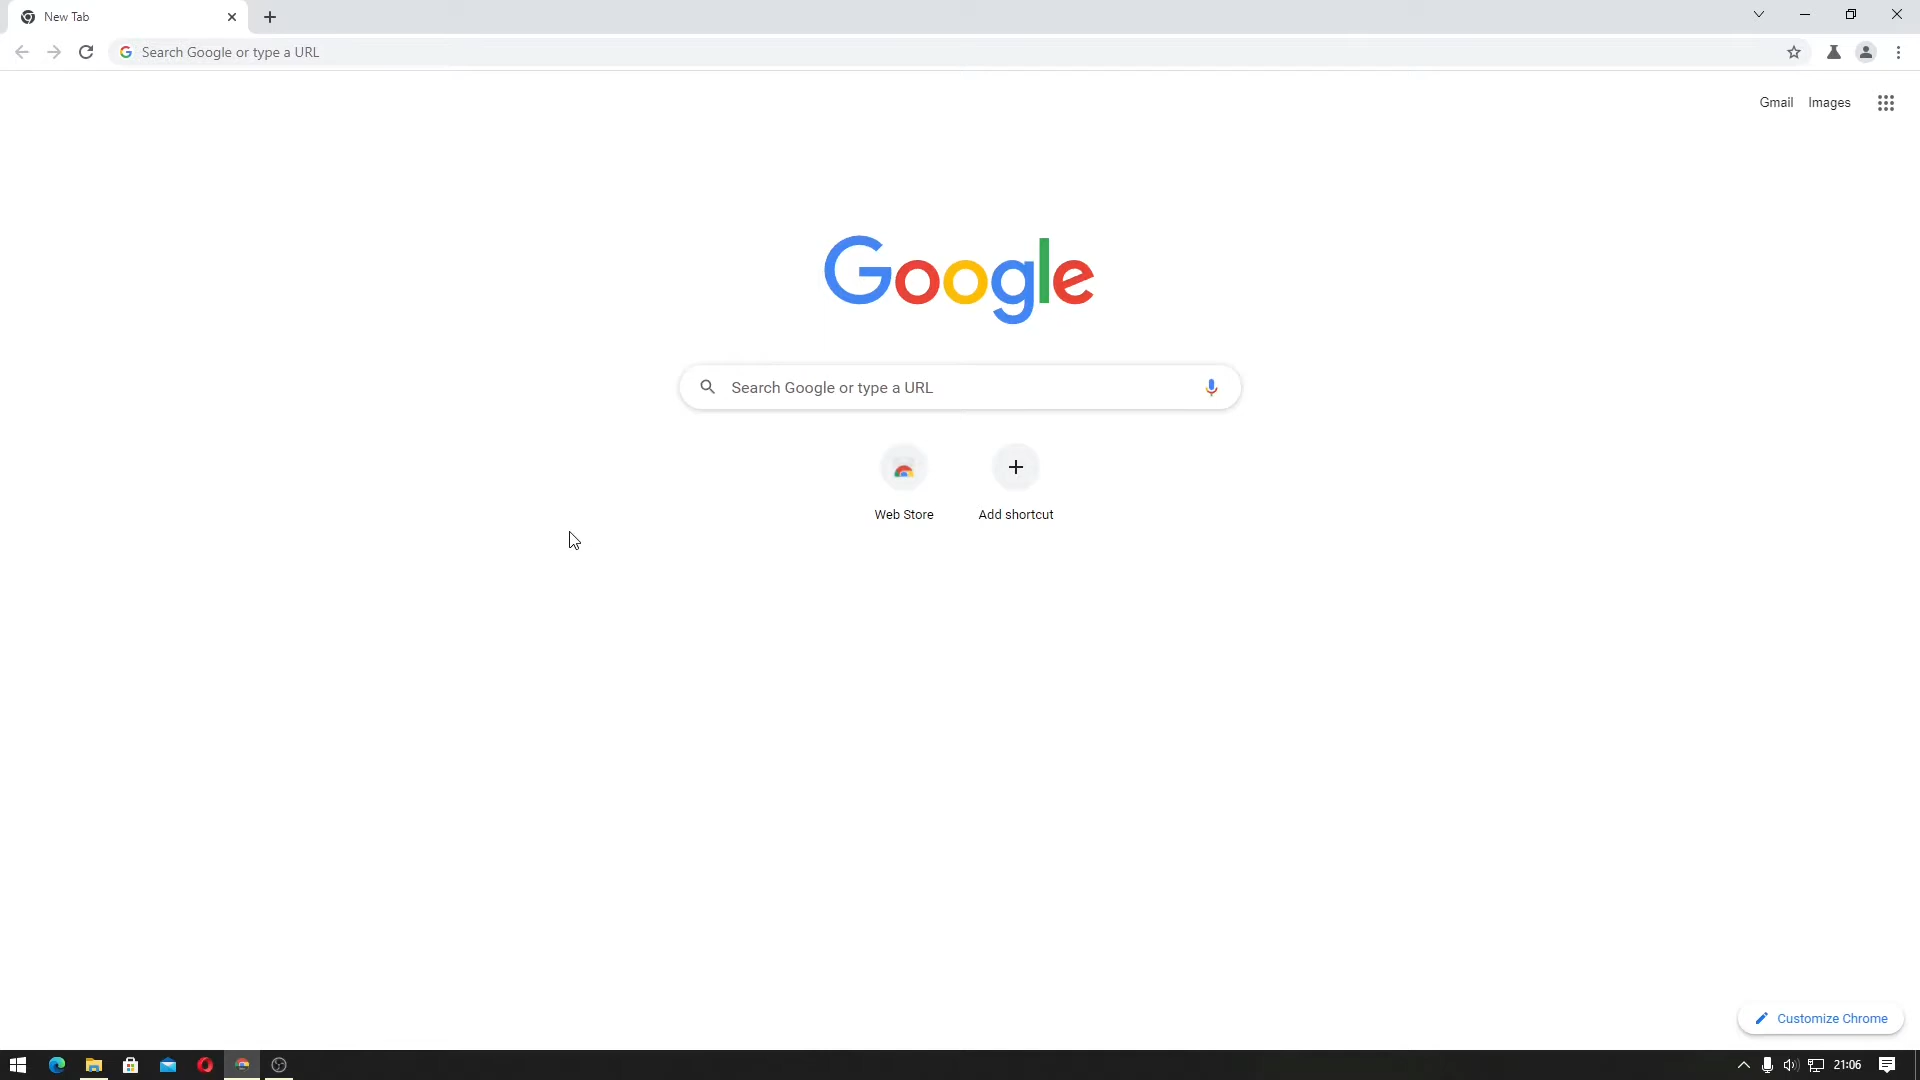 New Tab
Search Google or type a URL
Gmail Images
Google
Search Google or type a URL
Web Store Add shortcut
Customize Chrome
21:06